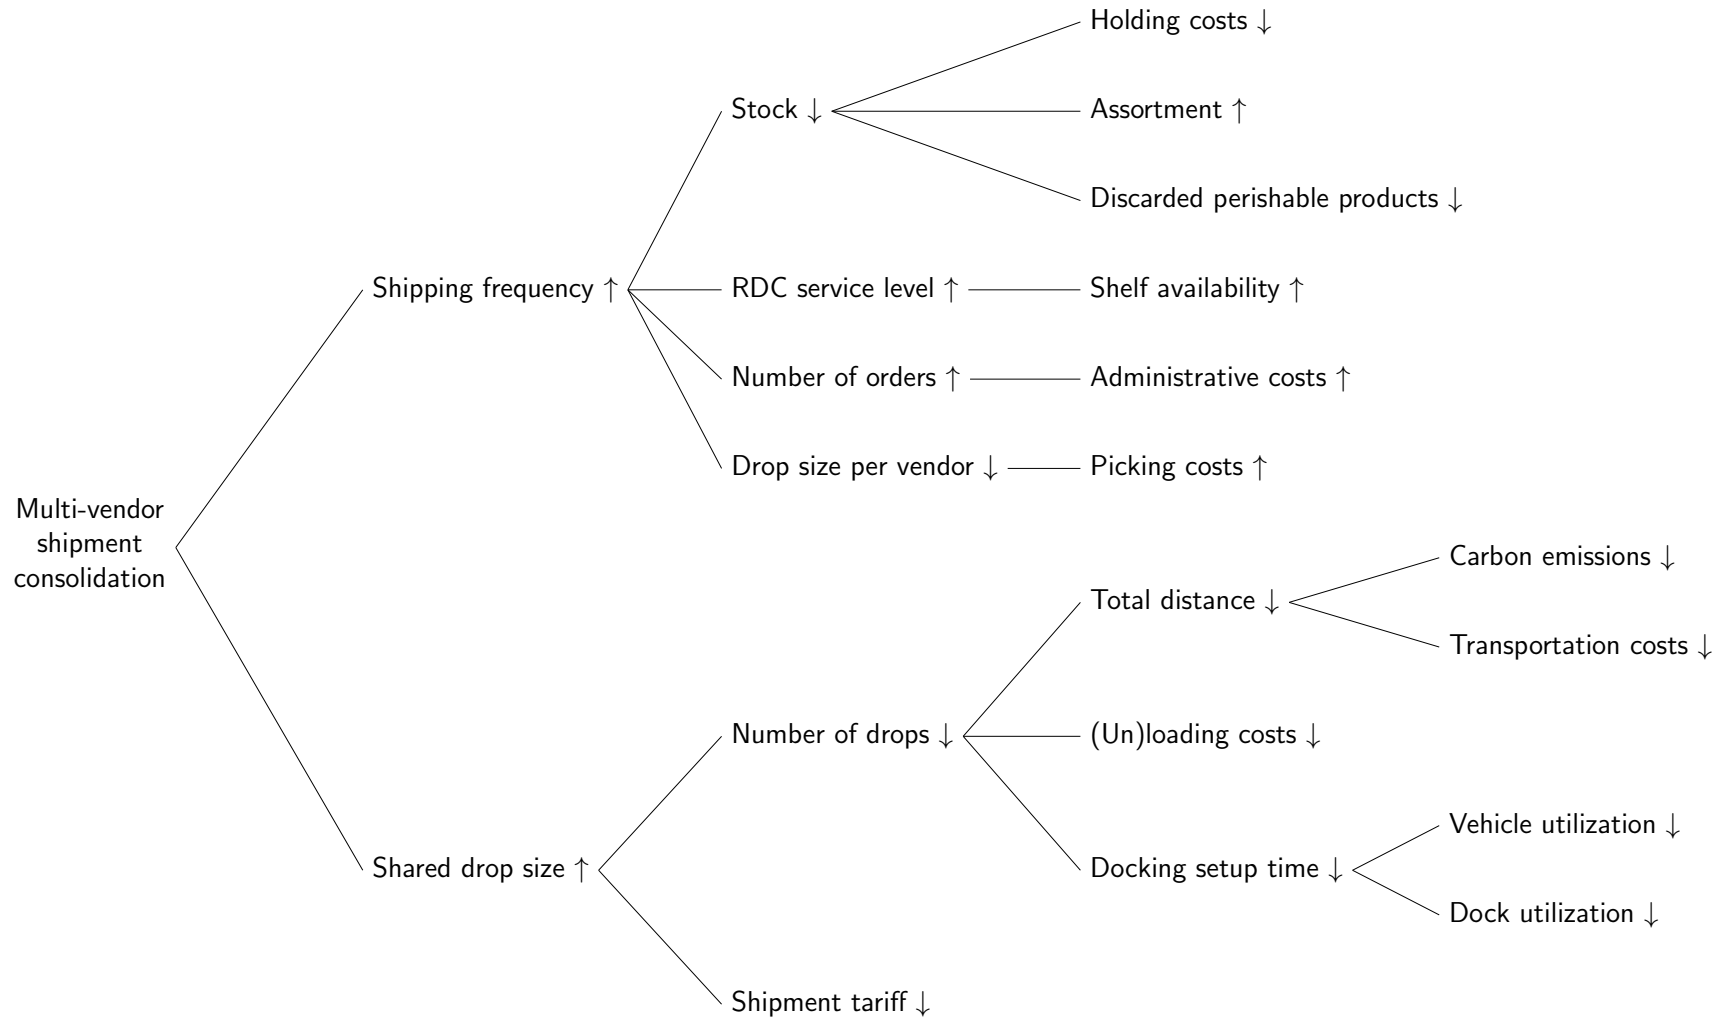 Holding costs ↓
Stock ↓
Assortment ↑
Discarded perishable products ↓
Shipping frequency ↑
RDC service level ↑
Shelf availability ↑
Number of orders ↑
Administrative costs ↑
Drop size per vendor ↓
Picking costs ↑
Multi-vendor
shipment
consolidation
Carbon emissions ↓
Total distance ↓
Transportation costs ↓
Number of drops ↓
(Un)loading costs ↓
Vehicle utilization ↓
Shared drop size ↑
Docking setup time ↓
Dock utilization ↓
Shipment tariff ↓